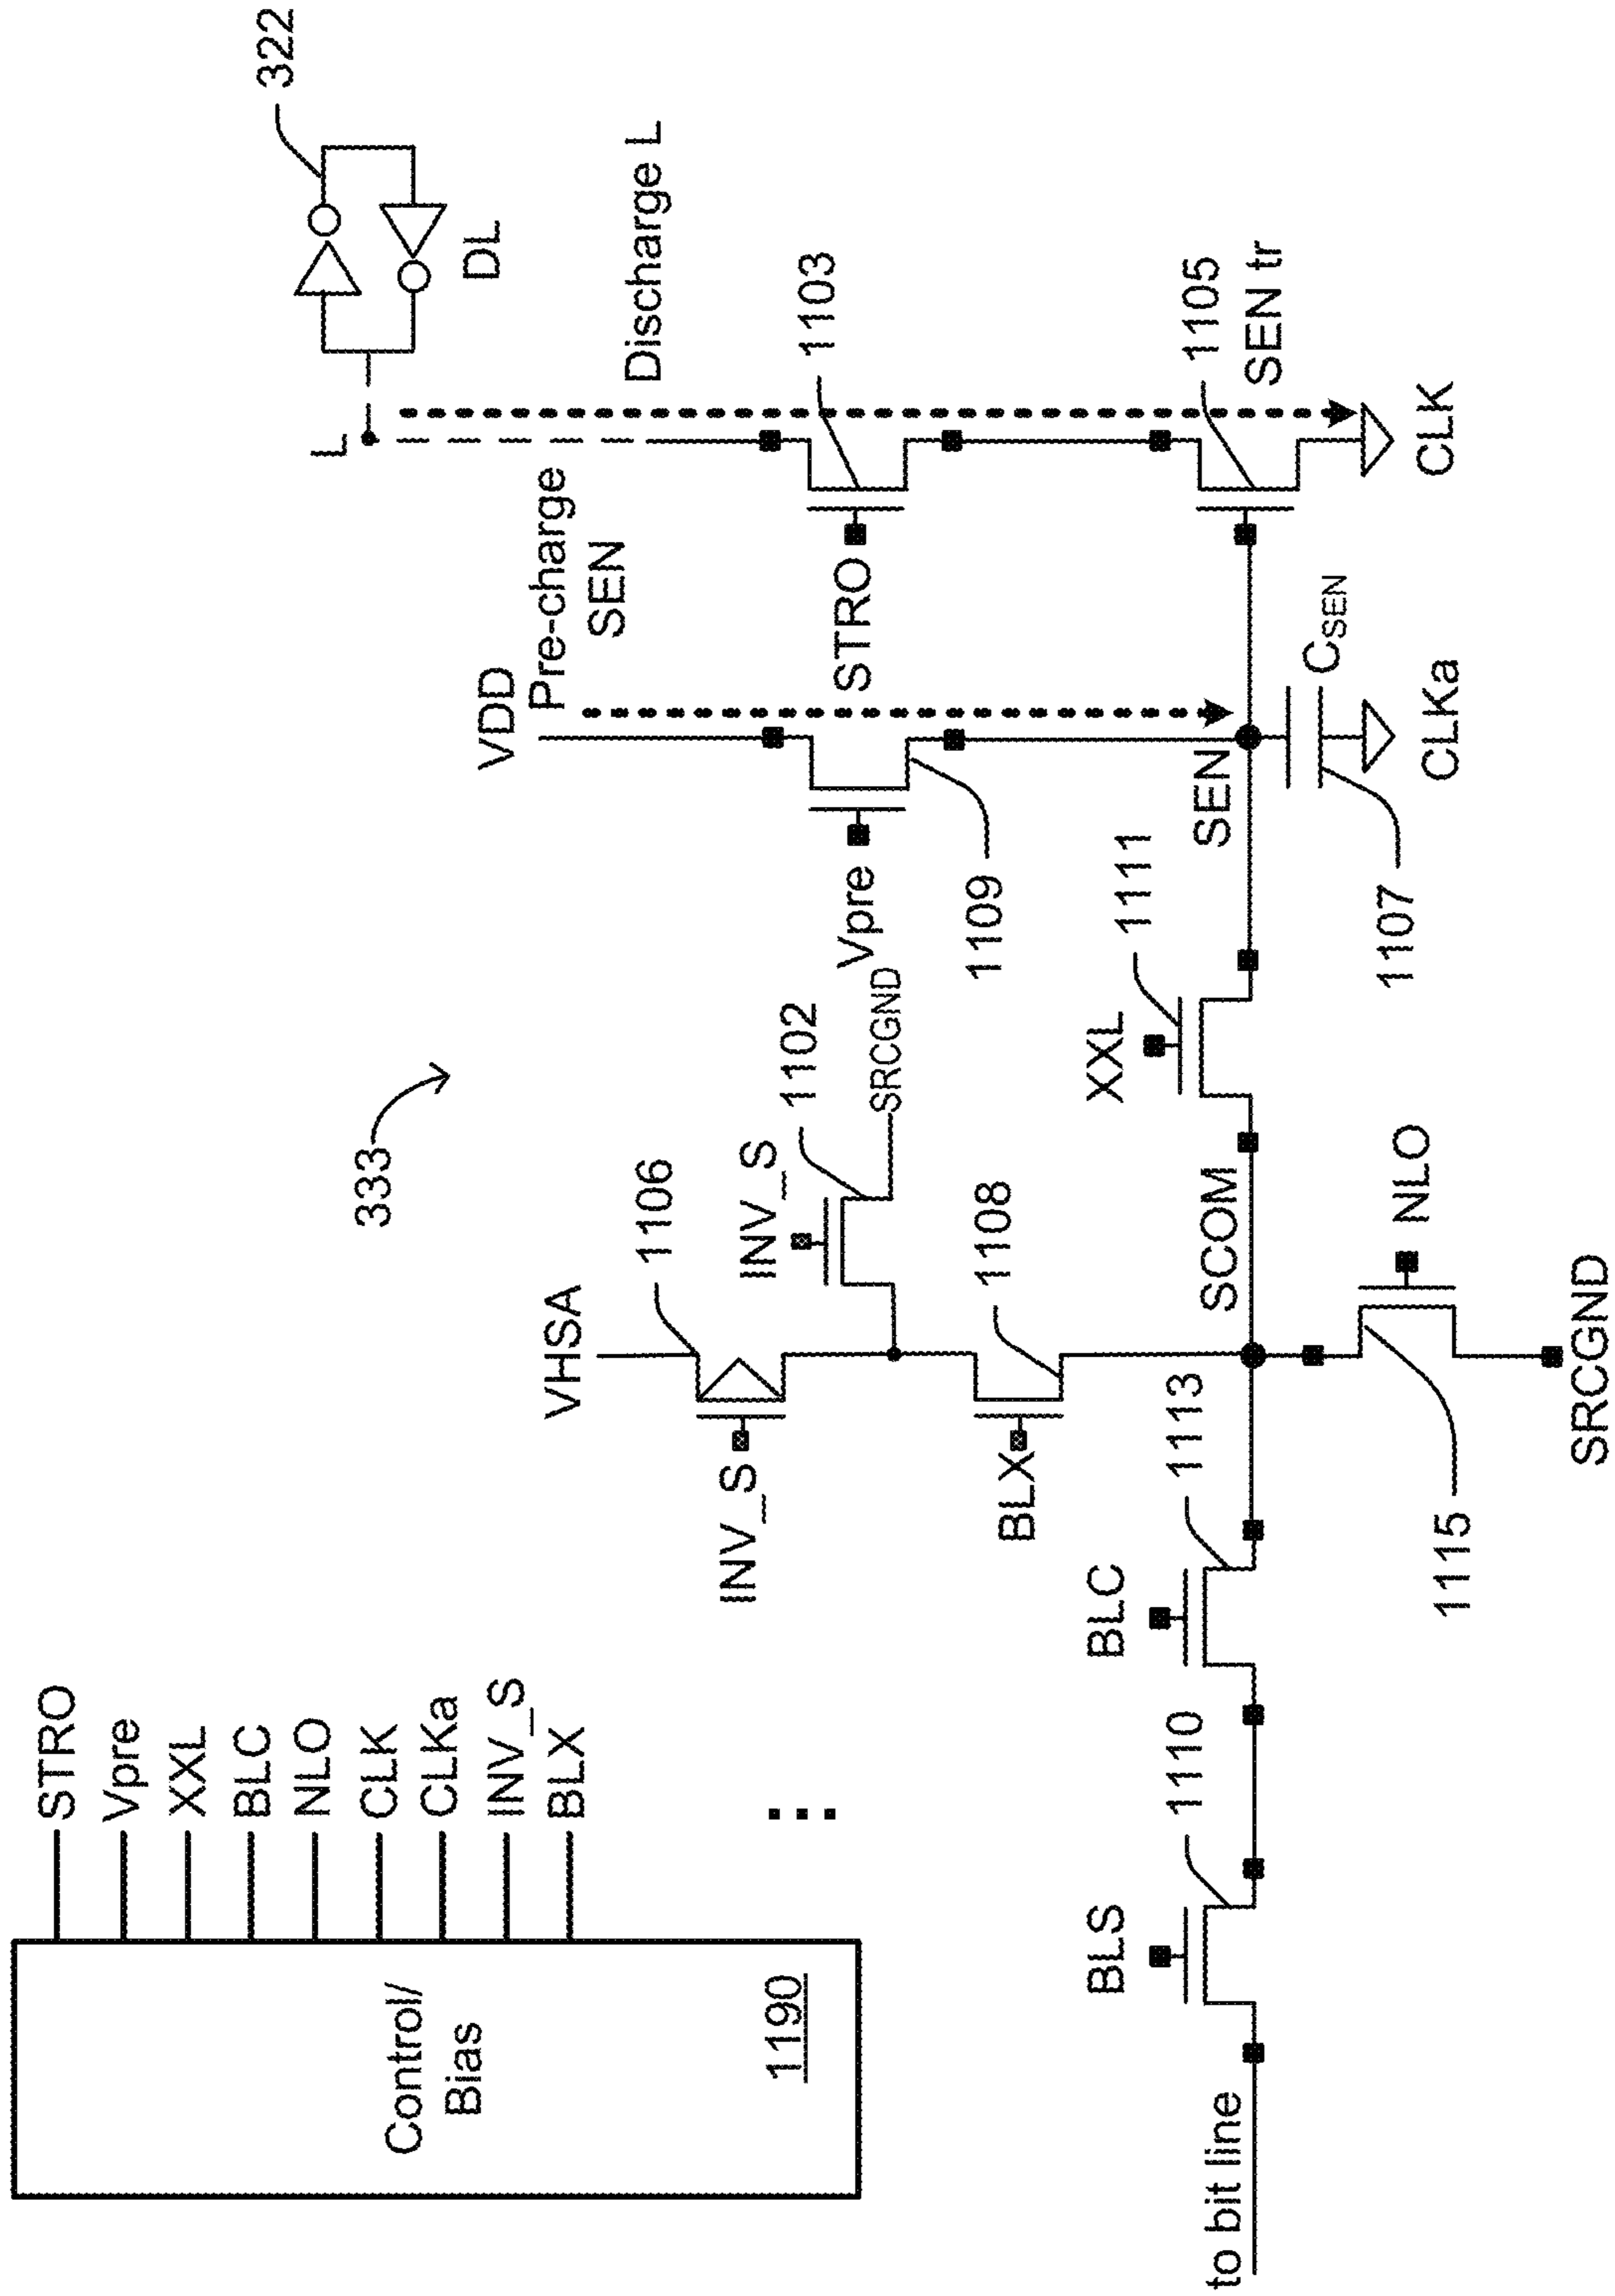 STRO
Vpre
XXL
BLC
NLO
CLK
CLKa
INV_S
BLX
Control/
Bias
1190
333
322
L
DL
VHSA
VDD
Pre-charge
SEN
Discharge L
1106
INV_S
1102
SRCGND
INV_S
Vpre
STRO
1103
BLX
1108
1109
BLS
1110
BLC
1113
SCOM
XXL
1111
SEN
1105
SEN tr
to bit line
1115
NLO
1107
CSEN
CLKa
CLK
SRCGND